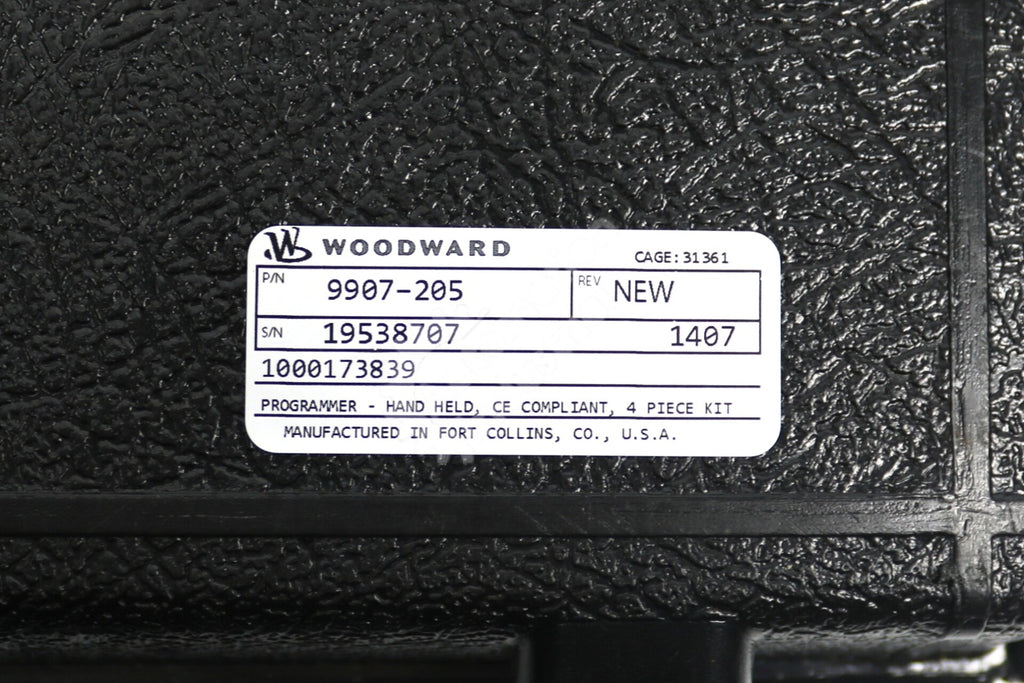 W WOODWARD CAGE: 31361
P/N 9907-205 REV NEW
S/N 19538707 1407
1000173839
PROGRAMMER - HAND HELD, CE COMPLIANT, 4 PIECE KIT
MANUFACTURED IN FORT COLLINS, CO., U.S.A.